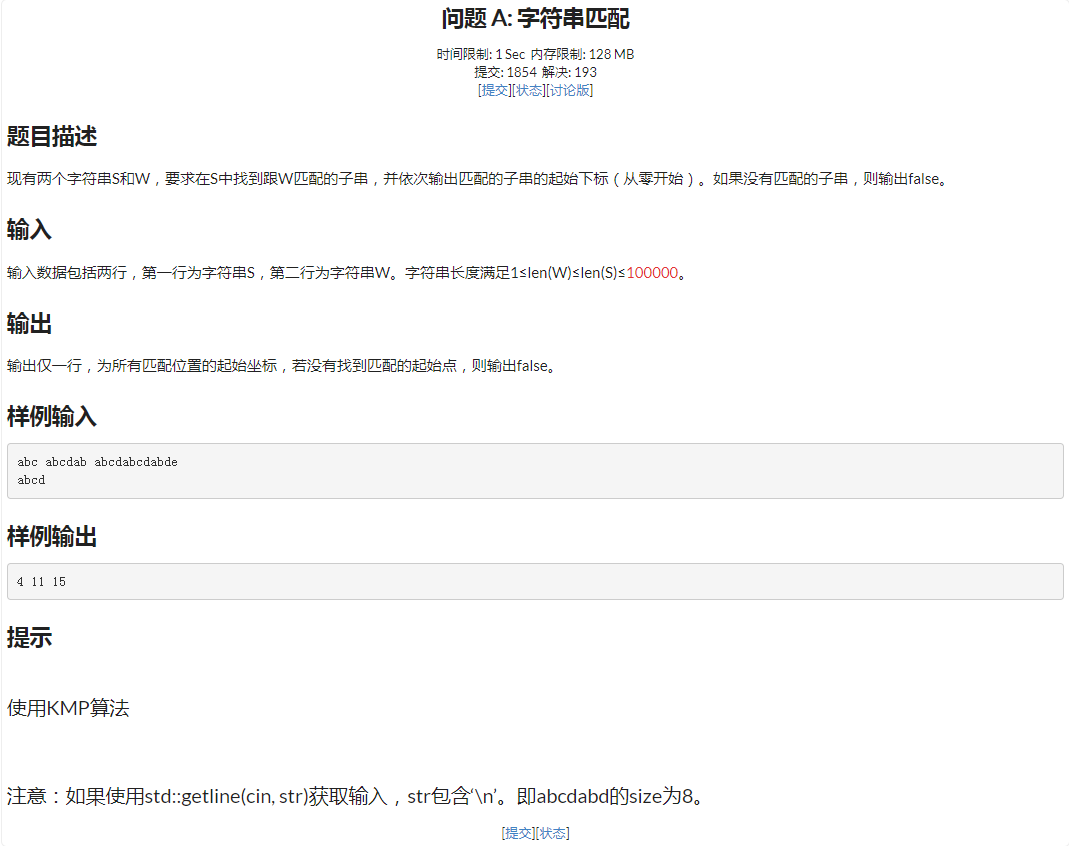 问题 A: 字符串匹配
时间限制: 1 Sec 内存限制: 128 MB
提交: 1854 解决: 193
[提交][状态][讨论版]
题目描述
现有两个字符串S和W，要求在S中找到跟W匹配的子串，并依次输出匹配的子串的起始下标（从零开始）。如果没有匹配的子串，则输出false。
输入
输入数据包括两行，第一行为字符串S，第二行为字符串W。字符串长度满足1≤len(W)≤len(S)≤100000。
输出
输出仅一行，为所有匹配位置的起始坐标，若没有找到匹配的起始点，则输出false。
样例输入
abc abcdab abcdabcdabde
abcd
样例输出
4 11 15
提示
使用KMP算法
注意：如果使用std::getline(cin, str)获取输入，str包含‘\n’。即abcdabd的size为8。
[提交][状态]